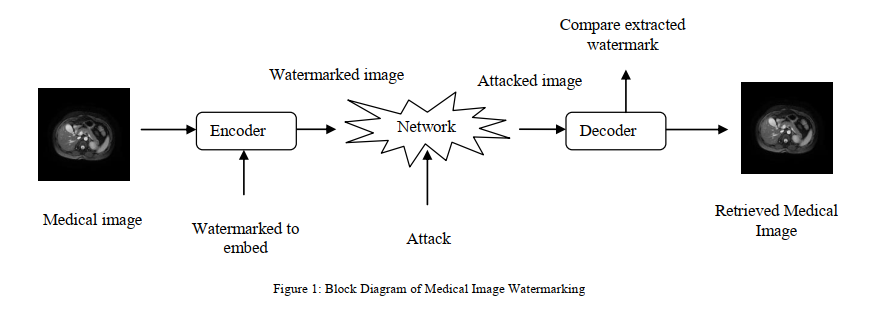 Compare extracted
watermark
Watermarked image
Attacked image
Encoder
Network
Decoder
Medical image
Watermarked to
embed
Attack
Retrieved Medical
Image
Figure 1: Block Diagram of Medical Image Watermarking